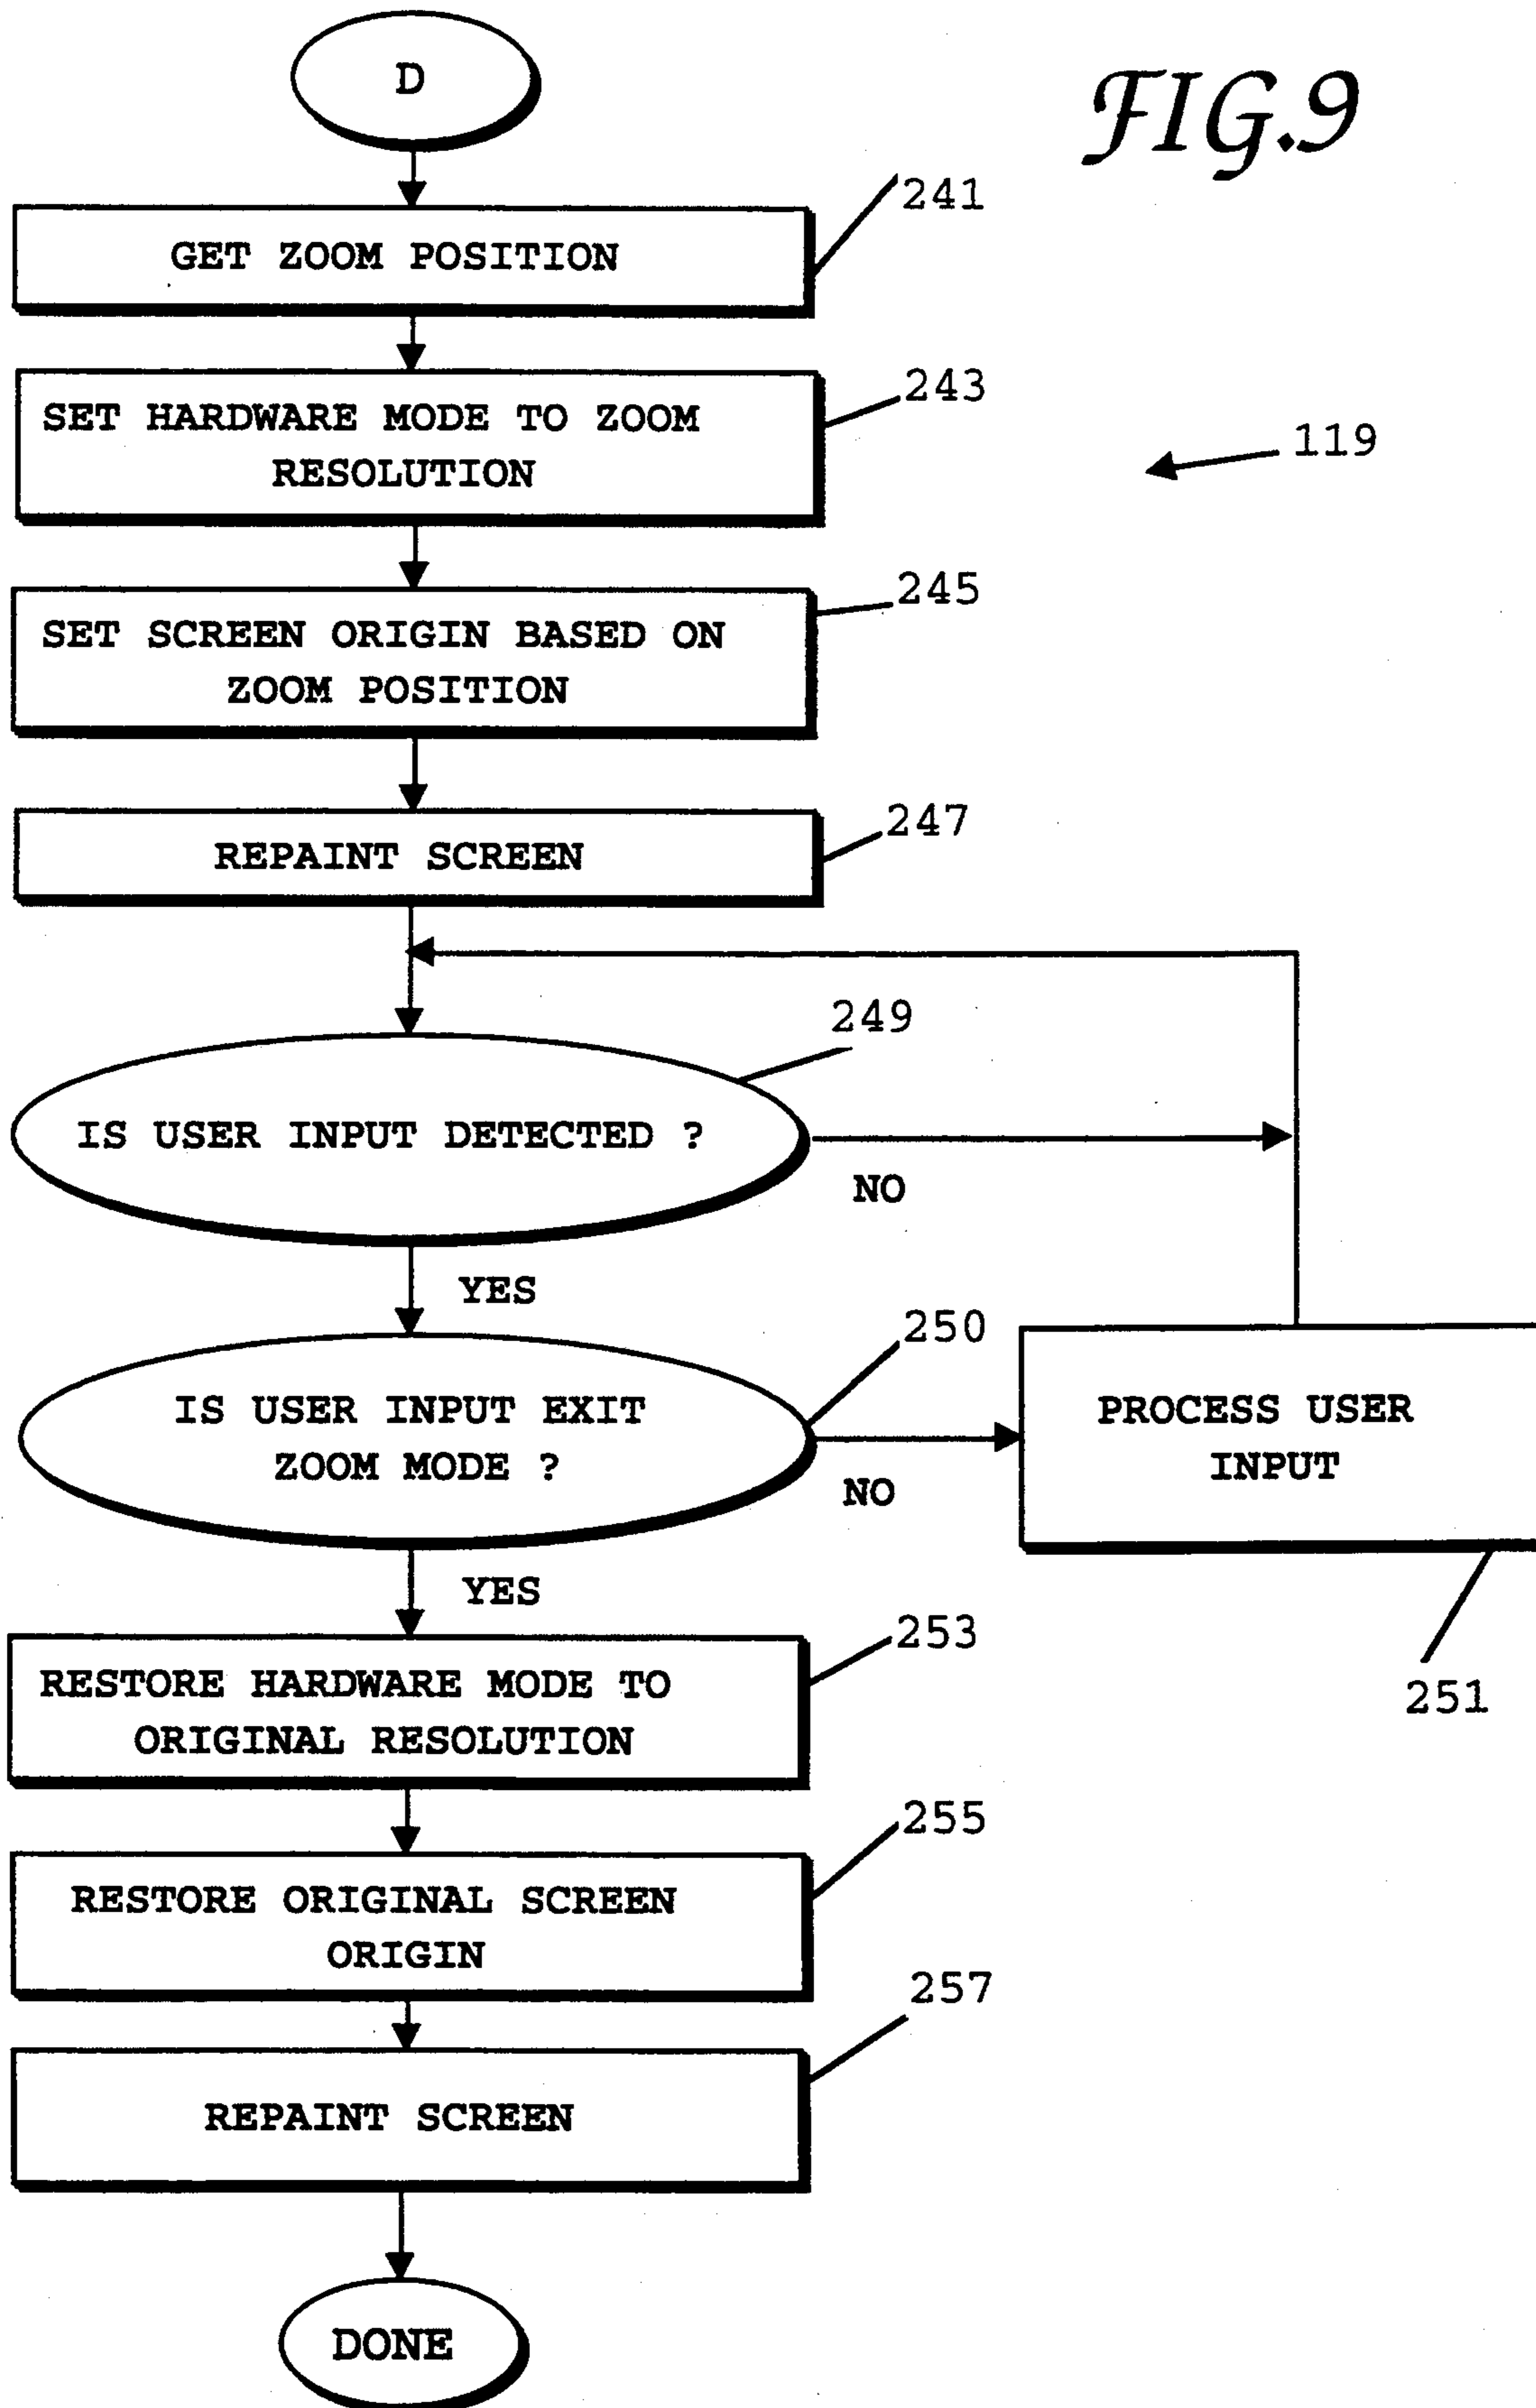 D
FIG.9
241
GET ZOOM POSITION
243
SET HARDWARE MODE TO ZOOM
RESOLUTION
119
245
SET SCREEN ORIGIN BASED ON
ZOOM POSITION
247
REPAINT SCREEN
249
IS USER INPUT DETECTED ?
NO
YES
250
IS USER INPUT EXIT
ZOOM MODE ?
NO
PROCESS USER
INPUT
251
YES
253
RESTORE HARDWARE MODE TO
ORIGINAL RESOLUTION
255
RESTORE ORIGINAL SCREEN
ORIGIN
257
REPAINT SCREEN
DONE